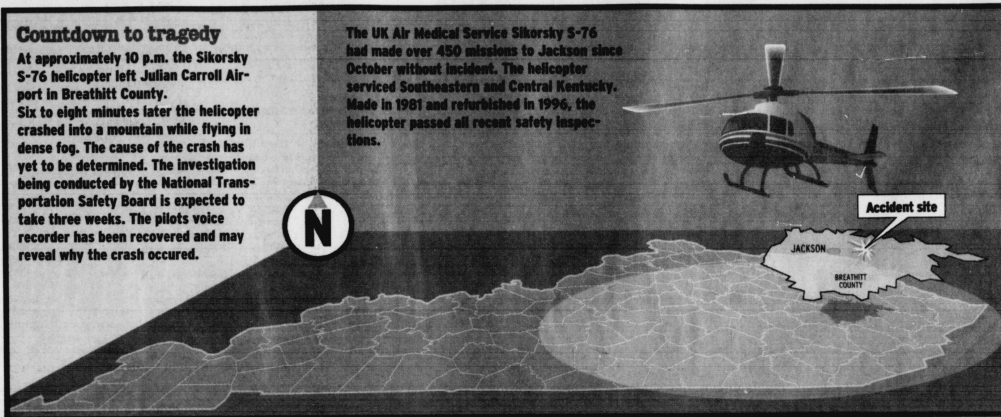 Countdown to tragedy
At approximately 10 p.m. the Sikorsky
S-76 helicopter left Julian Carroll Air-
port in Breathitt County.
Six to eight minutes later the helicopter
crashed into a mountain while flying in
dense fog. The cause of the crash has
yet to be determined. The investigation
being conducted by the National Trans-
portation Safety Board is expected to
take three weeks. The pilots voice
recorder has been recovered and may
reveal why the crash occured.
The UK Air Medical Service Sikorsky S-76
had made over 450 missions to Jackson since
October without incident. The helicopter
serviced Southeastern and Central Kentucky.
Made in 1981 and refurbished in 1996, the
helicopter passed all recent safety inspec-
tions.
N
Accident site
JACKSON
BREATHITT
COUNTY